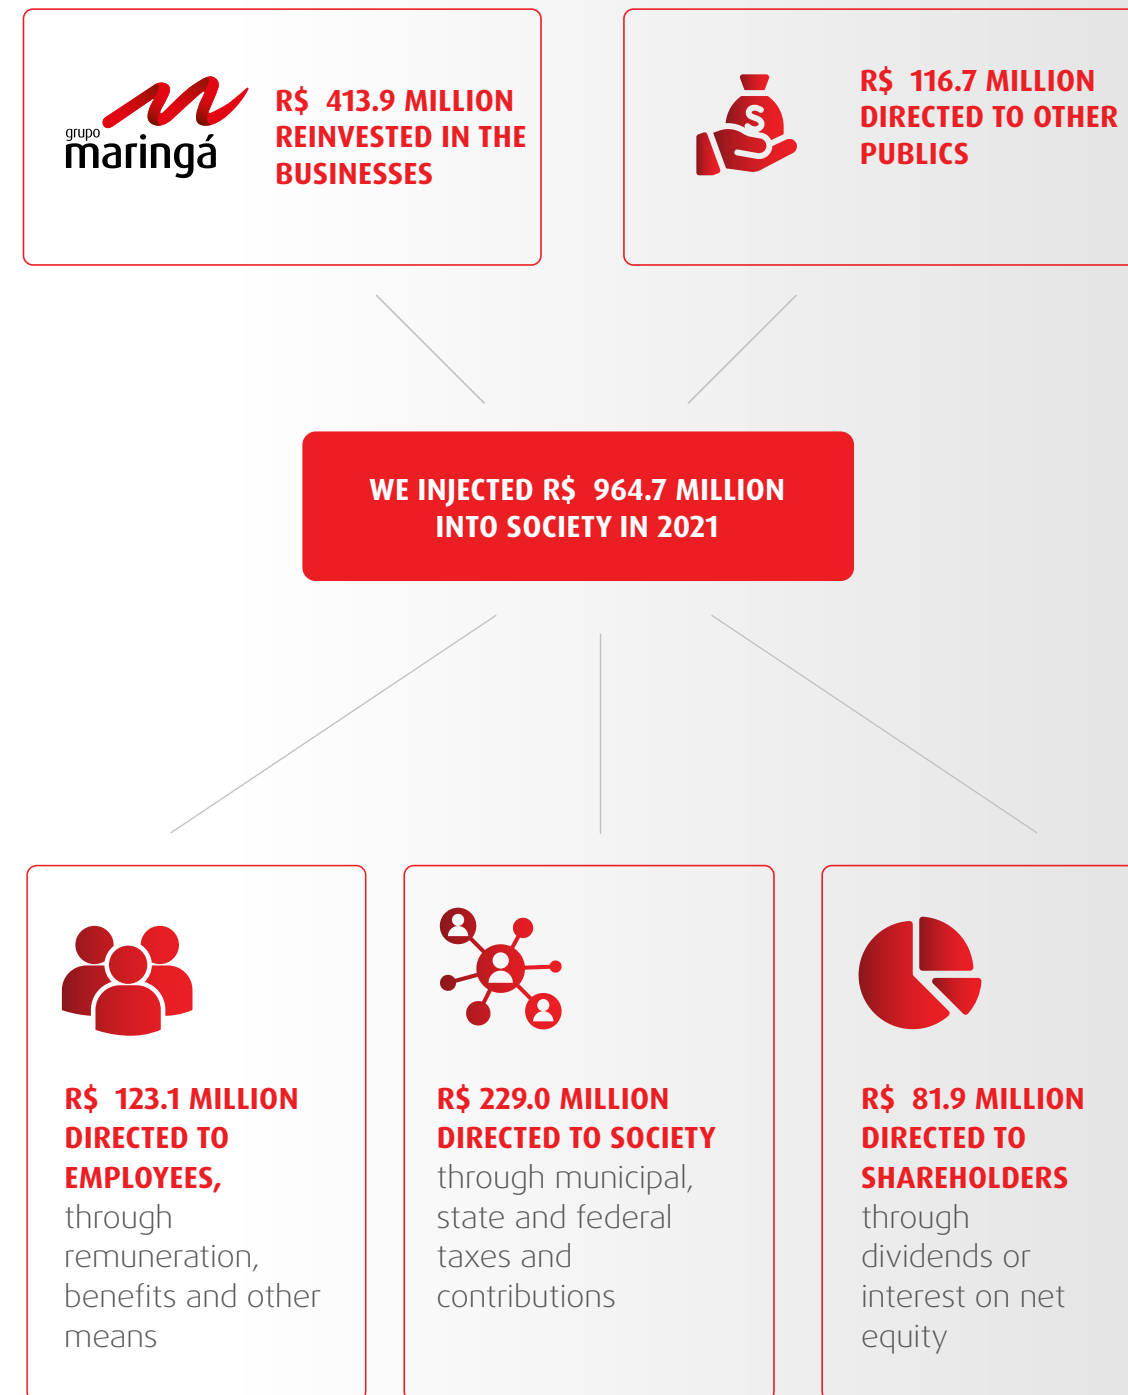 grupo
maringá
R$ 413.9 MILLION
REINVESTED IN THE
BUSINESSES
R$ 116.7 MILLION
DIRECTED TO OTHER
PUBLICS
$
WE INJECTED R$ 964.7 MILLION
INTO SOCIETY IN 2021
R$ 123.1 MILLION
DIRECTED TO
EMPLOYEES,
through
remuneration,
benefits and other
means
R$ 229.0 MILLION
DIRECTED TO SOCIETY
through municipal,
state and federal
taxes and
contributions
R$ 81.9 MILLION
DIRECTED TO
SHAREHOLDERS
through
dividends or
interest on net
equity